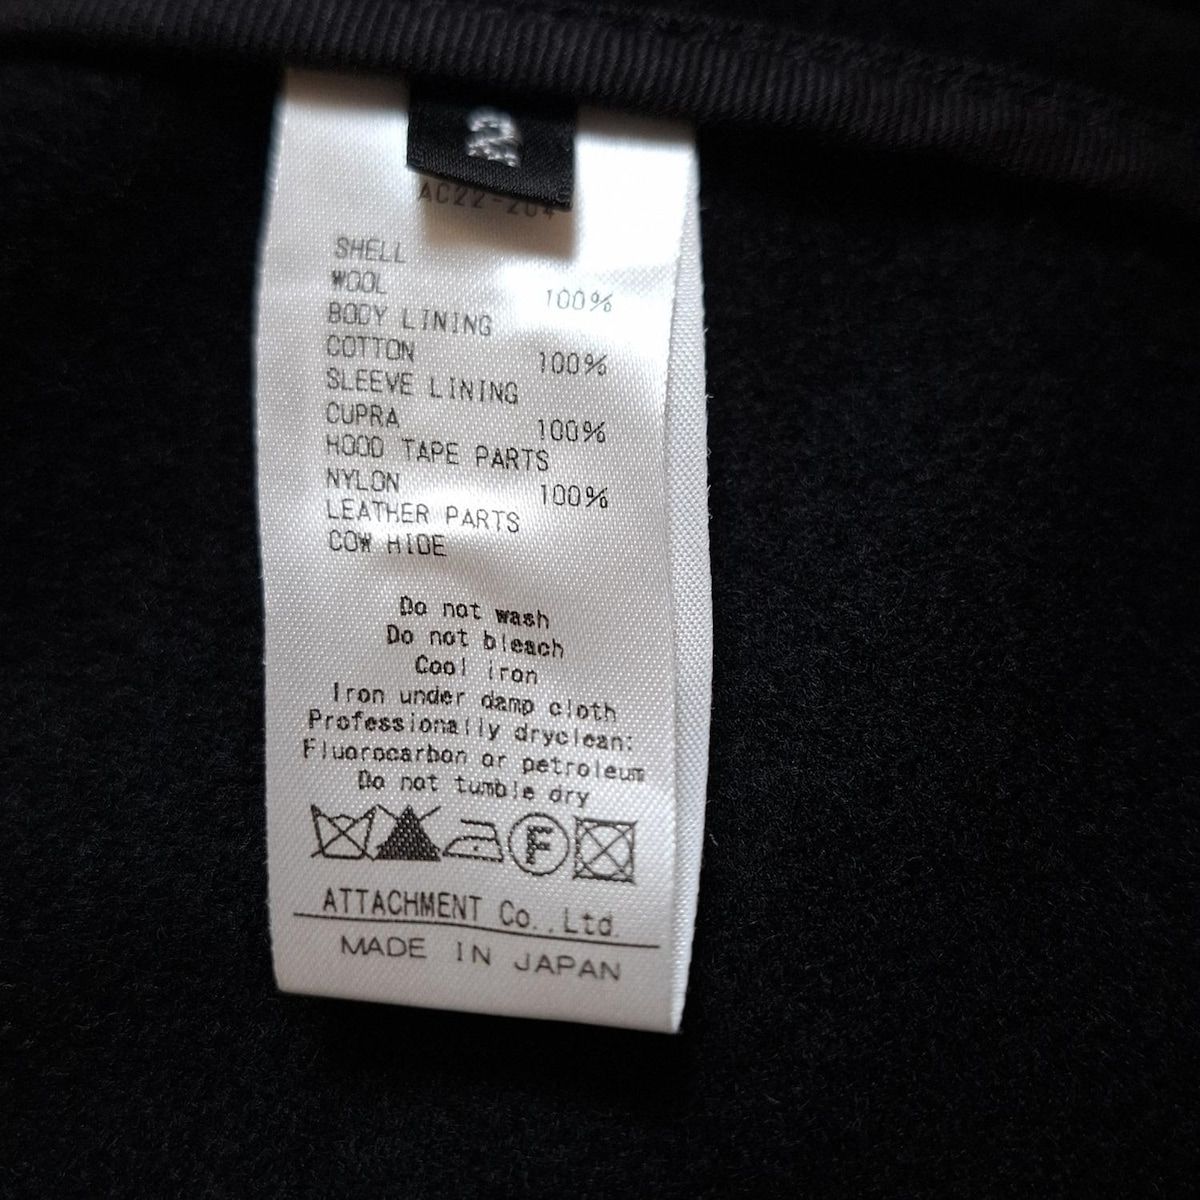 AC22-204
SHELL
WOOL 100%
BODY LINING
COTTON 100%
SLEEVE LINING
CUPRA 100%
HOOD TAPE PARTS
NYLON 100%
LEATHER PARTS
COW HIDE
Do not wash
Do not bleach
Cool iron
Iron under damp cloth
Professionally dryclean:
Fluorocarbon or petroleum
Do not tumble dry
F
ATTACHMENT Co.,Ltd.
MADE IN JAPAN